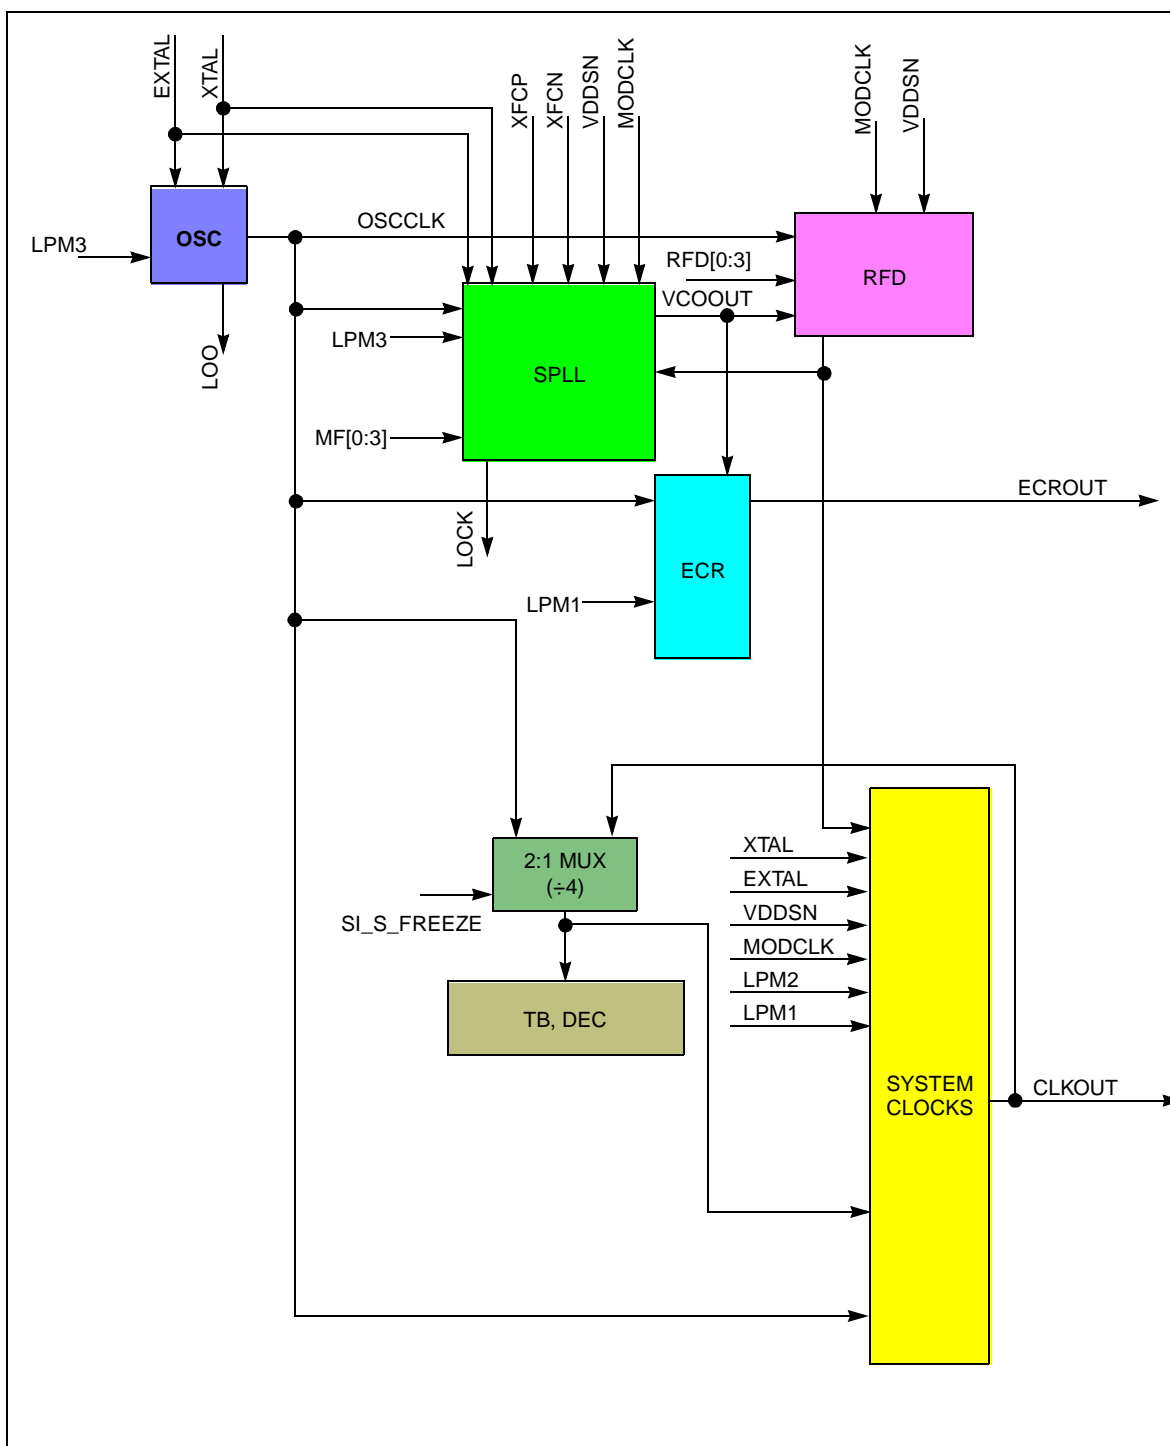 EXTAL
XTAL
XFCP
XFCN
VDDSN
MODCLK
MODCLK
VDDSN
OSC
OSCCLK
LPM3
RFD[0:3]
RFD
VCOOUT
LPM3
SPLL
LOO
MF[0:3]
ECROUT
LOCK
ECR
LPM1
XTAL
2:1 MUX
(÷4)
EXTAL
SI_S_FREEZE
VDDSN
MODCLK
LPM2
LPM1
TB, DEC
SYSTEM
CLOCKS
CLKOUT